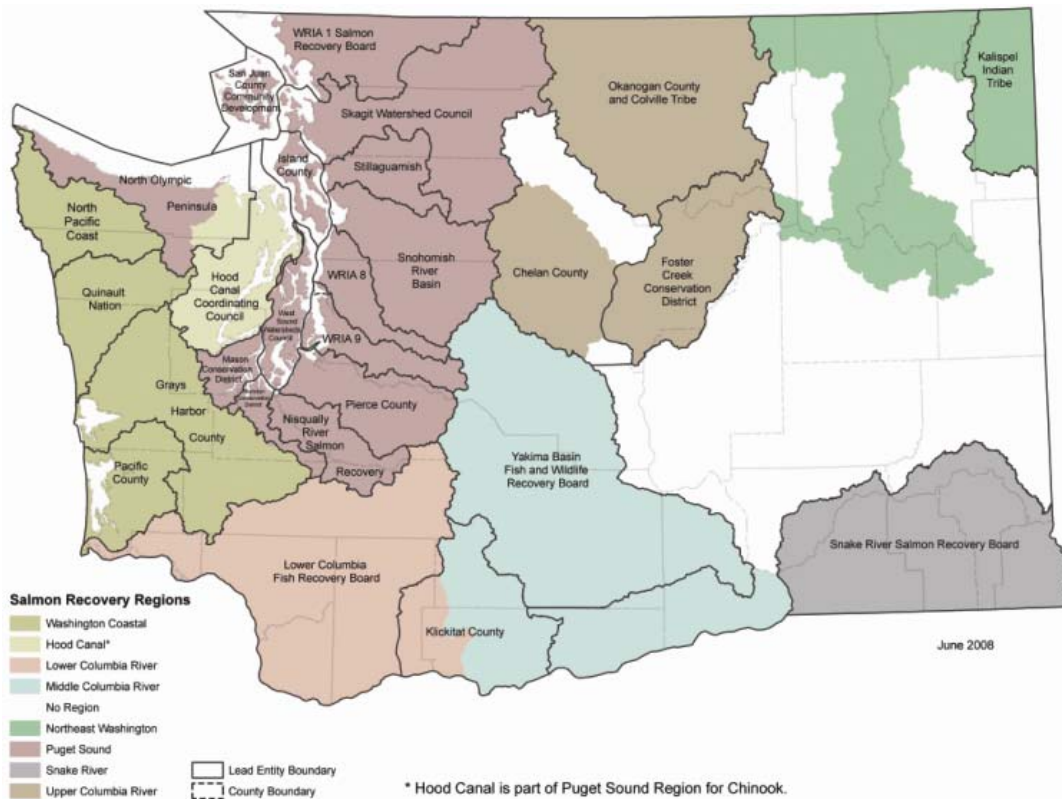 WRIA 1 Salmon
Recovery Board
San Juan
County
Community
Development
Skagit Watershed Council
Okanogan County
and Colville Tribe
Kalispel
Indian
Tribe
Island
County
Stillaguamish
North Olympic
Peninsula
North
Pacific
Coast
Hood
Canal
Coordinating
Council
WRIA 8
Snohomish
River
Basin
Chelan County
Foster
Creek
Conservation
District
Quinault
Nation
West
Sound
Watersheds
Council
WRIA 9
Mason
Conservation
District
Conservation
District
Grays
Harbor
County
Pierce County
Nisqually
River
Salmon
Recovery
Pacific
County
Yakima Basin
Fish and Wildlife
Recovery Board
Snake River Salmon Recovery Board
Lower Columbia
Fish Recovery Board
Klickitat County
June 2008
Salmon Recovery Regions
Washington Coastal
Hood Canal*
Lower Columbia River
Middle Columbia River
No Region
Northeast Washington
Puget Sound
Snake River
Upper Columbia River
Lead Entity Boundary
County Boundary
* Hood Canal is part of Puget Sound Region for Chinook.